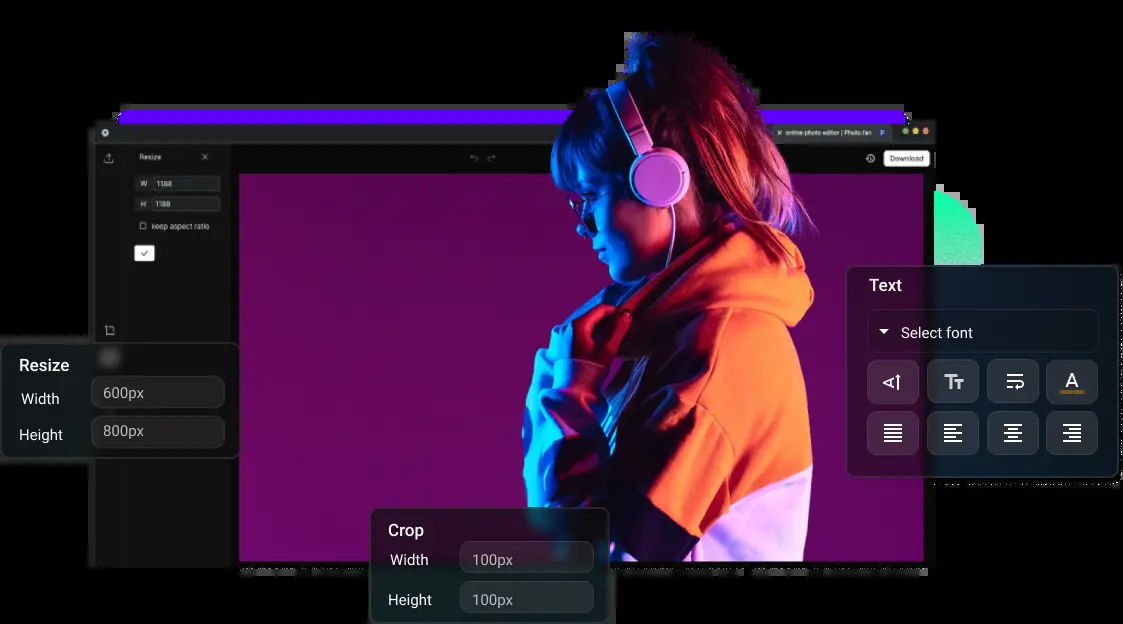 online photo editor | Photo.fan
P
Resize
Download
W 1188
H 1188
keep aspect ratio
Text
Select font
Resize
Width 600px
Height 800px
Crop
Width 100px
Height 100px